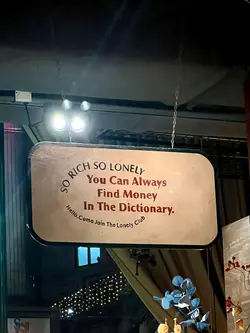 SO RICH SO LONELY
You Can Always
Find Money
In The Dictionary.
Hello,Come Join The Lonely Club